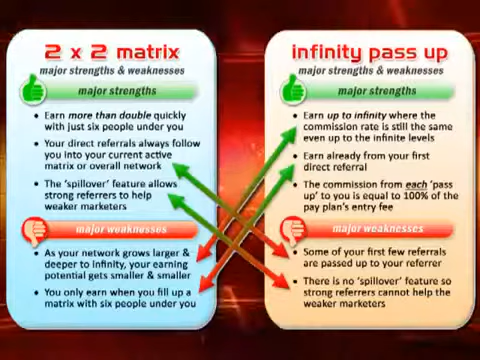 2 x 2 matrix
major strengths & weaknesses
major strengths
• Earn more than double quickly
with just six people under you
• Your direct referrals always follow
you into your current active
matrix or overall network
• The 'spillover' feature allows
strong referrers to help
weaker marketers
major weaknesses
• As your network grows larger &
deeper to infinity, your earning
potential gets smaller & smaller
• You only earn when you fill up a
matrix with six people under you
infinity pass up
major strengths & weaknesses
major strengths
• Earn up to infinity where the
commission rate is still the same
even up to the infinite levels
• Earn already from your first
direct referral
• The commission from each 'pass
up' to you is equal to 100% of the
pay plan's entry fee
major weaknesses
• Some of your first few referrals
are passed up to your referrer
• There is no 'spillover' feature so
strong referrers cannot help the
weaker marketers